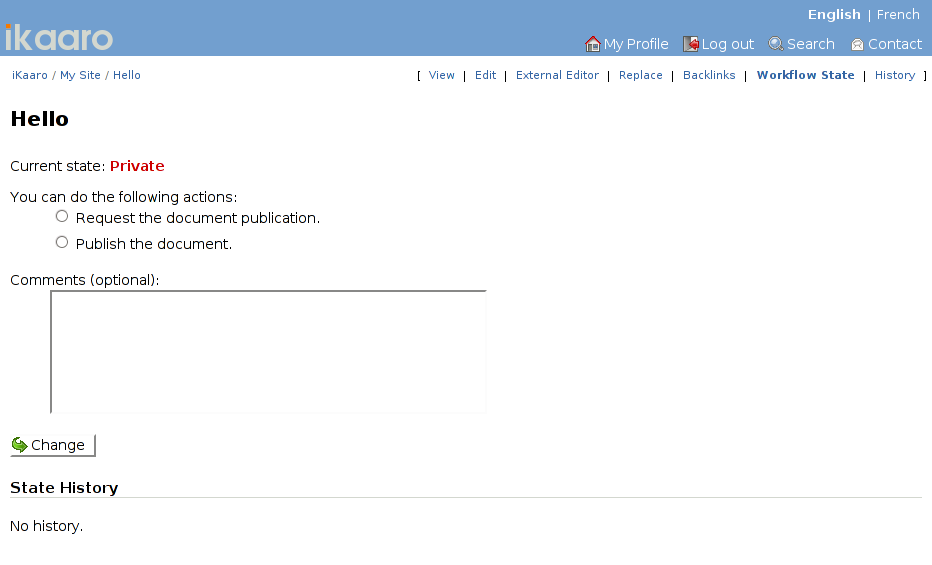 English | French
ikaaro
My Profile Log out Search Contact
iKaaro / My Site / Hello [ View | Edit | External Editor | Replace | Backlinks | Workflow State | History ]
Hello
Current state: Private
You can do the following actions:
Request the document publication.
Publish the document.
Comments (optional):
Change
State History
No history.